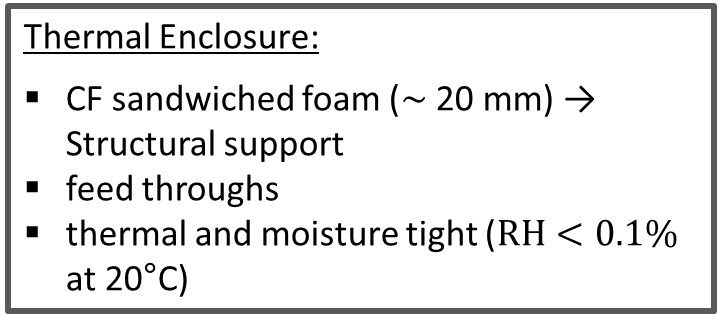 Thermal Enclosure:
▪ CF sandwiched foam (~ 20 mm) →
Structural support
▪ feed throughs
▪ thermal and moisture tight (RH < 0.1%
at 20°C)